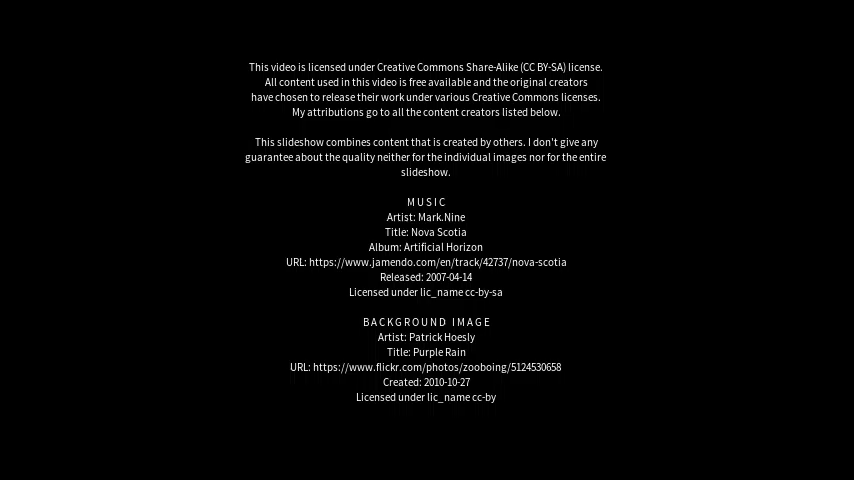 This video is licensed under Creative Commons Share-Alike (CC BY-SA) license.
All content used in this video is free available and the original creators
have chosen to release their work under various Creative Commons licenses.
My attributions go to all the content creators listed below.
This slideshow combines content that is created by others. I don't give any
guarantee about the quality neither for the individual images nor for the entire
slideshow.
M U S I C
Artist: Mark.Nine
Title: Nova Scotia
Album: Artificial Horizon
URL: https://www.jamendo.com/en/track/42737/nova-scotia
Released: 2007-04-14
Licensed under lic_name cc-by-sa
B A C K G R O U N D   I M A G E
Artist: Patrick Hoesly
Title: Purple Rain
URL: https://www.flickr.com/photos/zooboing/5124530658
Created: 2010-10-27
Licensed under lic_name cc-by